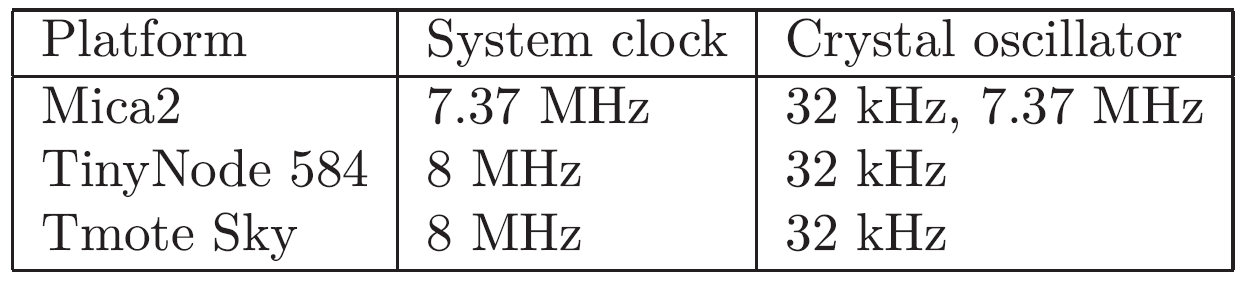 Platform System clock Crystal oscillator
Mica2 7.37 MHz 32 kHz, 7.37 MHz
TinyNode 584 8 MHz 32 kHz
Tmote Sky 8 MHz 32 kHz